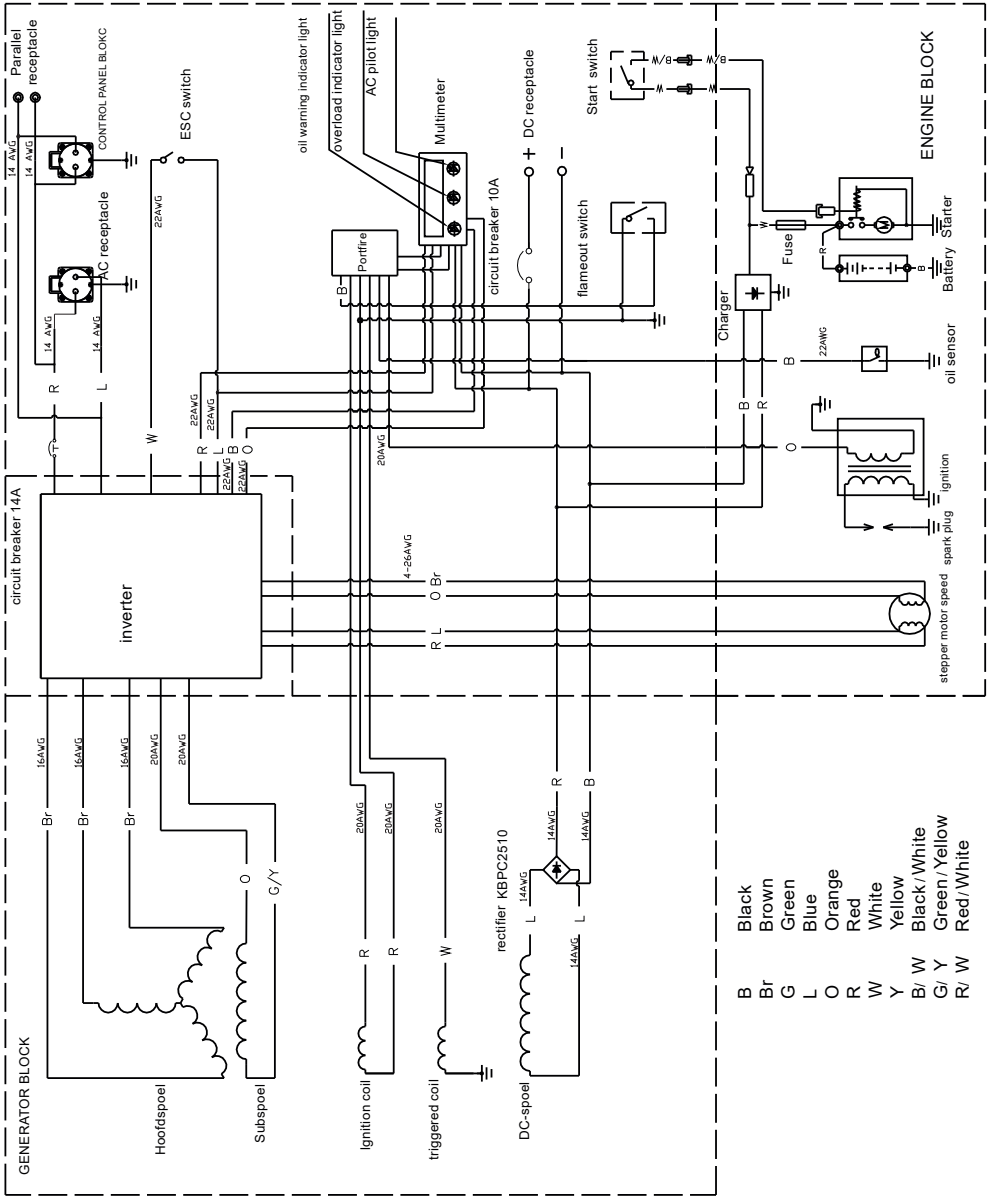 Parallel
receptacle
14 AWG
14 AWG
CONTROL PANEL BLOKC
ESC switch
22AWG
AC receptacle
14 AWG
14 AWG
R
L
W
22AWG
22AWG
R
L
22AWG
B
22AWG
O
oil warning indicator light
overload indicator light
AC pilot light
Multimeter
Portfire
B
circuit breaker 10A
+
DC receptacle
−
flameout switch
20AWG
Start switch
W/B
W/B
W
W
ENGINE BLOCK
W
Fuse
R
M
Starter
B
Battery
Charger
B
22AWG
oil sensor
B
R
O
ignition
spark plug
circuit breaker 14A
inverter
4-26AWG
Br
O
L
R
stepper motor speed
GENERATOR BLOCK
16AWG
16AWG
16AWG
20AWG
20AWG
Br
Br
Br
O
G/Y
Hoofdspoel
Subspoel
20AWG
20AWG
20AWG
R
R
W
Ignition coil
triggered coil
rectifier KBPC2510
14AWG
14AWG
R
B
14AWG
L
L
14AWG
DC-spoel
B Black
Br Brown
G Green
L Blue
O Orange
R Red
W White
Y Yellow
B/ W Black/White
G/ Y Green/Yellow
R/ W Red/White